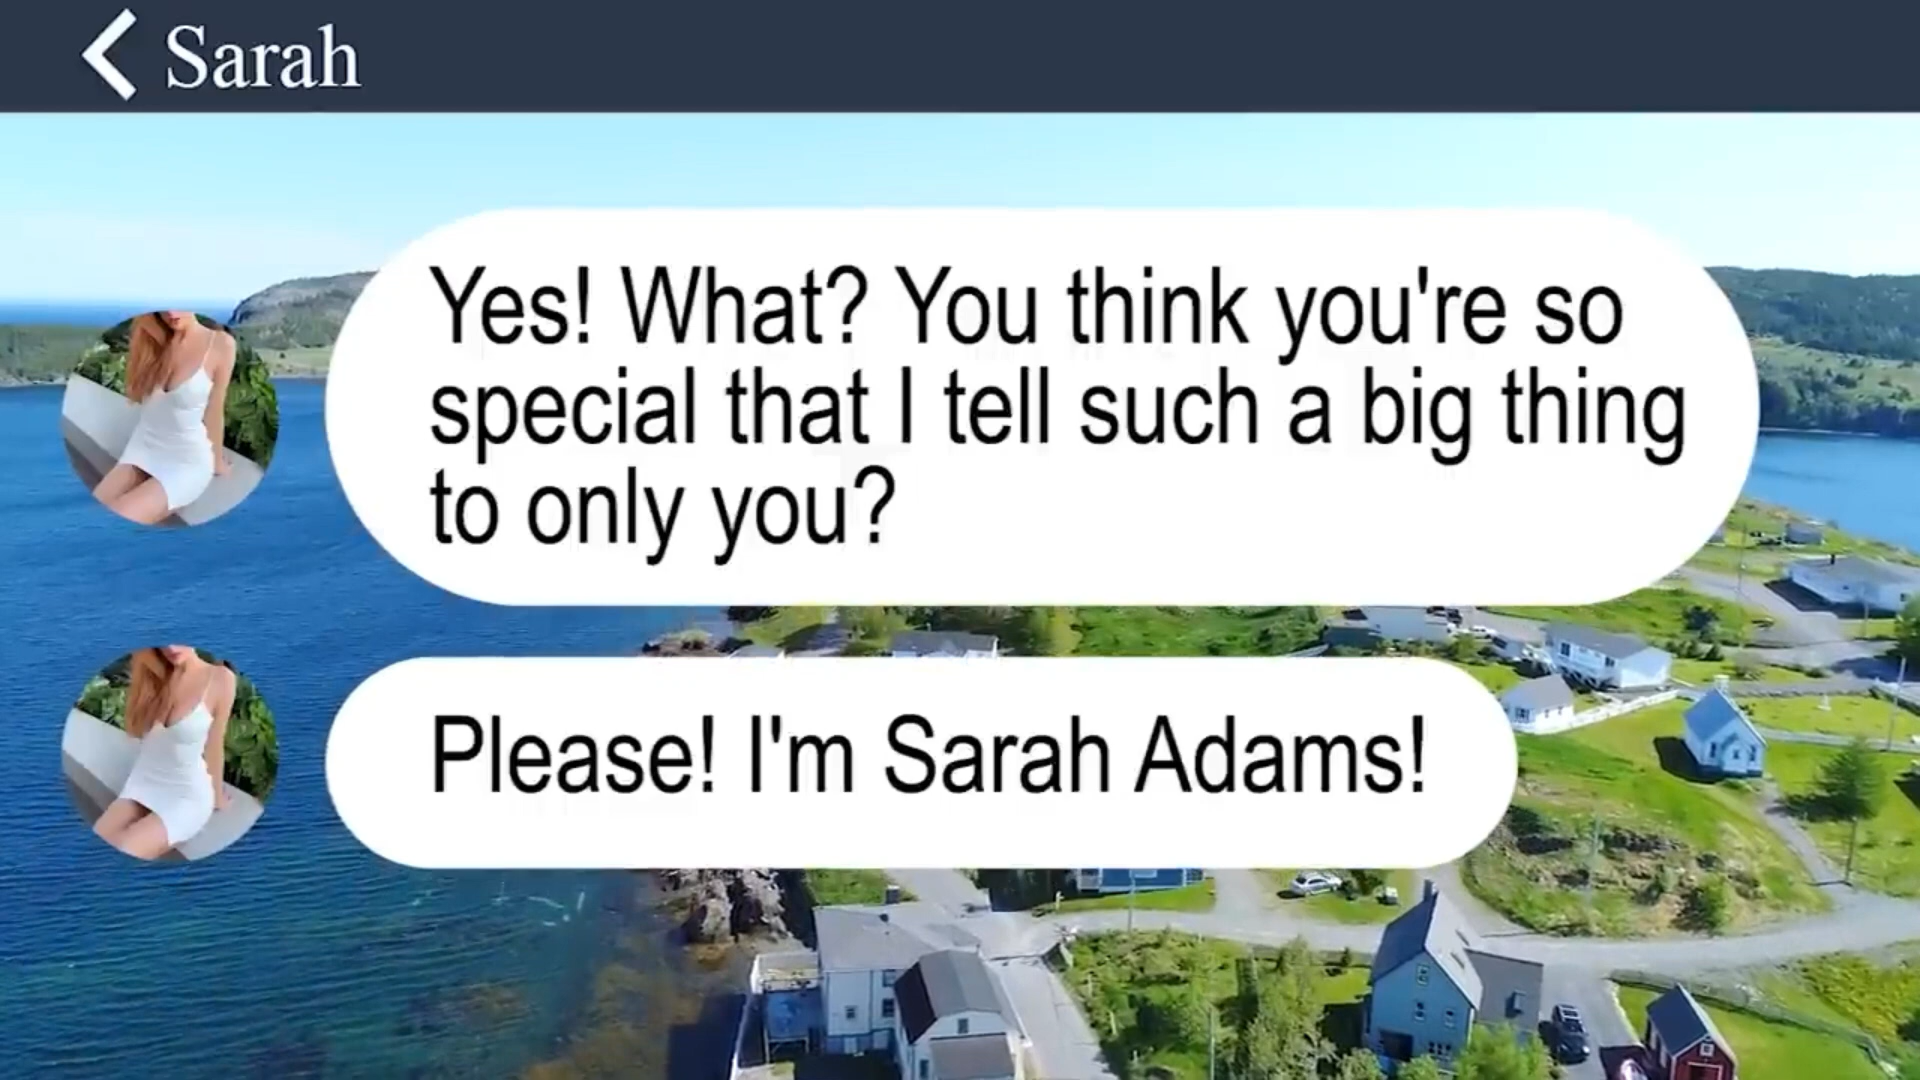 Sarah
Yes! What? You think you're so
special that I tell such a big thing
to only you?
Please! I'm Sarah Adams!